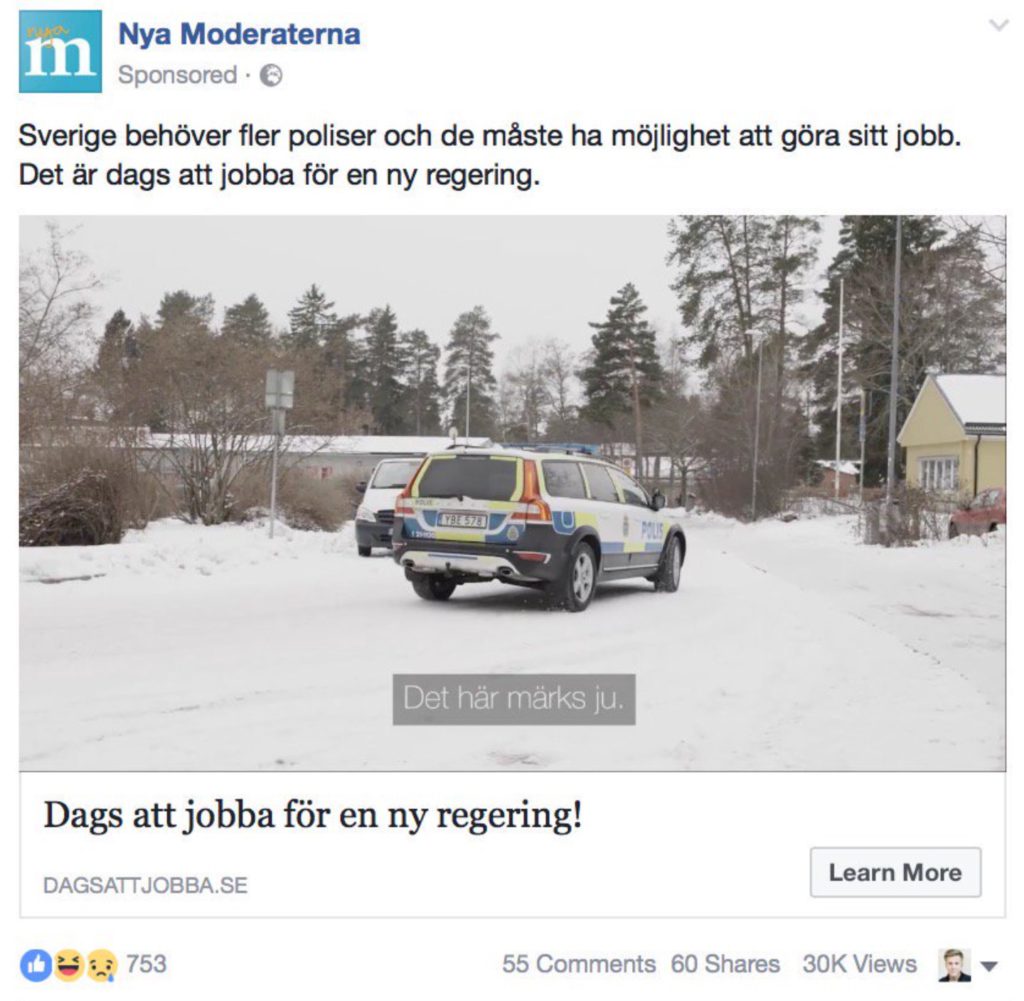 nya
m
Nya Moderaterna
Sponsored ·
Sverige behöver fler poliser och de måste ha möjlighet att göra sitt jobb.
Det är dags att jobba för en ny regering.
POLIS
YBE 578
POLIS
Det här märks ju.
Dags att jobba för en ny regering!
DAGSATTJOBBA.SE
Learn More
753
55 Comments 60 Shares 30K Views